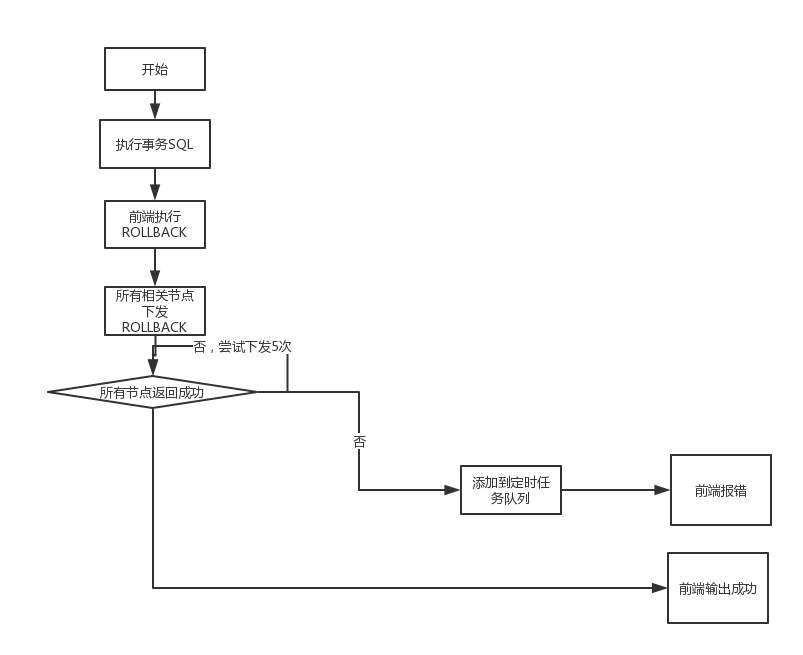 开始
执行事务SQL
前端执行
ROLLBACK
所有相关节点
下发
ROLLBACK
否，尝试下发5次
所有节点返回成功
否
添加到定时任
务队列
前端报错
前端输出成功